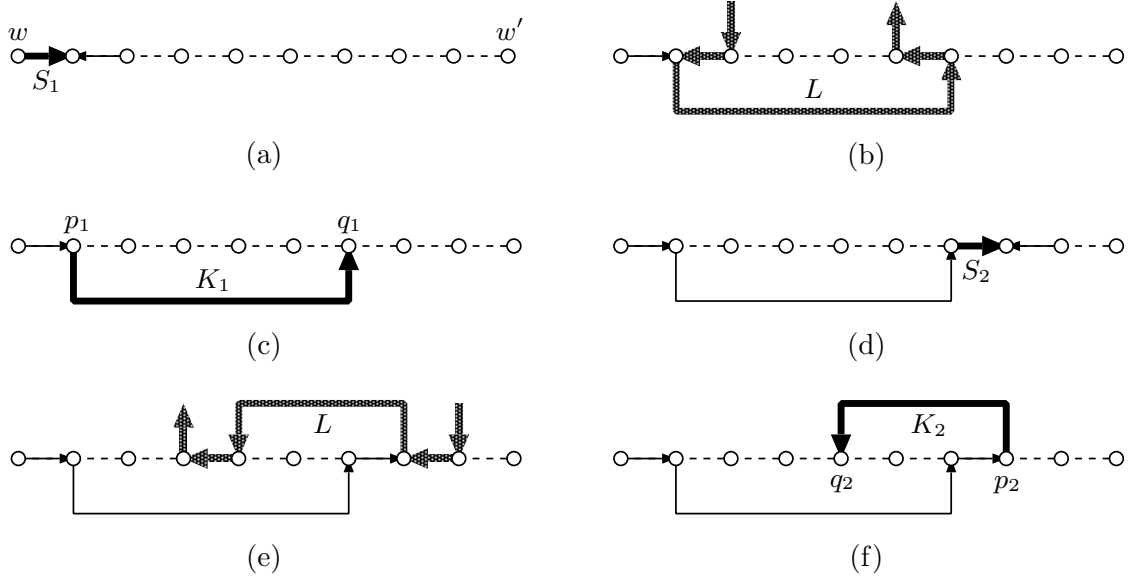 w w′
S₁
L
(a) (b)
p₁ q₁
K₁ S₂
(c) (d)
L K₂
q₂ p₂
(e) (f)